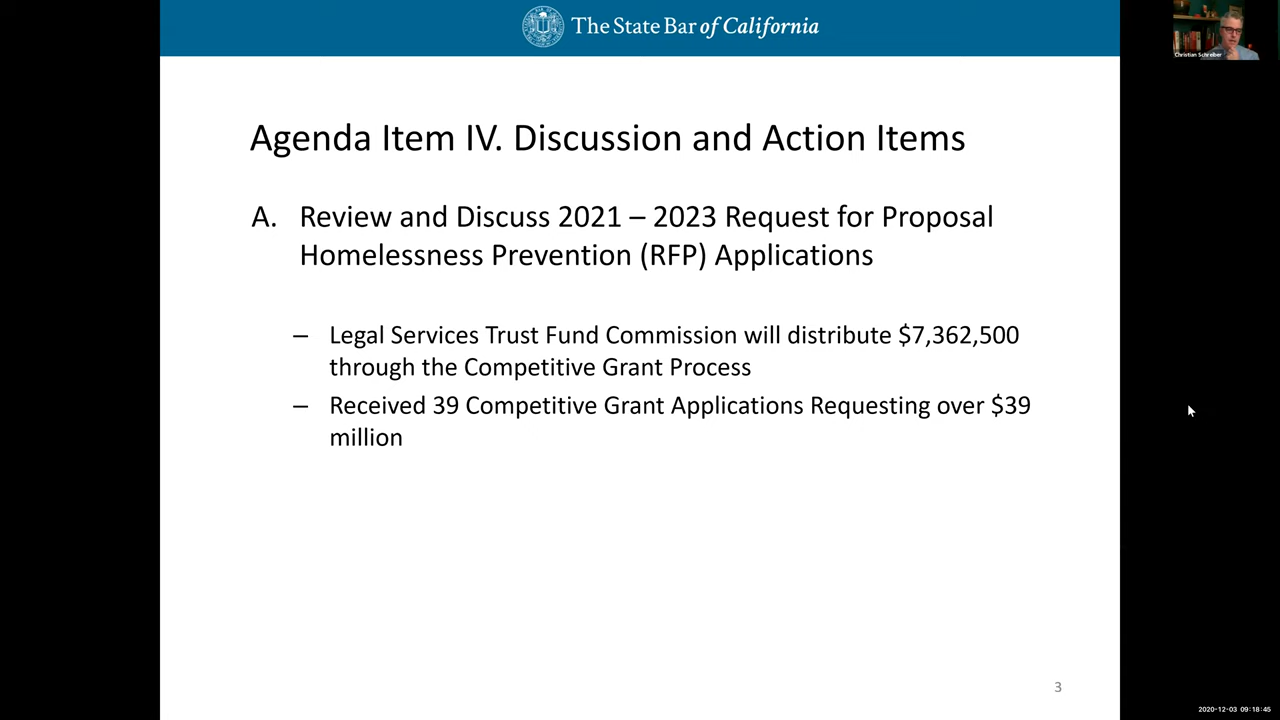 The State Bar of California
Christian Schreiber
Agenda Item IV. Discussion and Action Items
A. Review and Discuss 2021 – 2023 Request for Proposal
Homelessness Prevention (RFP) Applications
– Legal Services Trust Fund Commission will distribute $7,362,500
through the Competitive Grant Process
– Received 39 Competitive Grant Applications Requesting over $39
million
3
2020-12-03 09:18:45